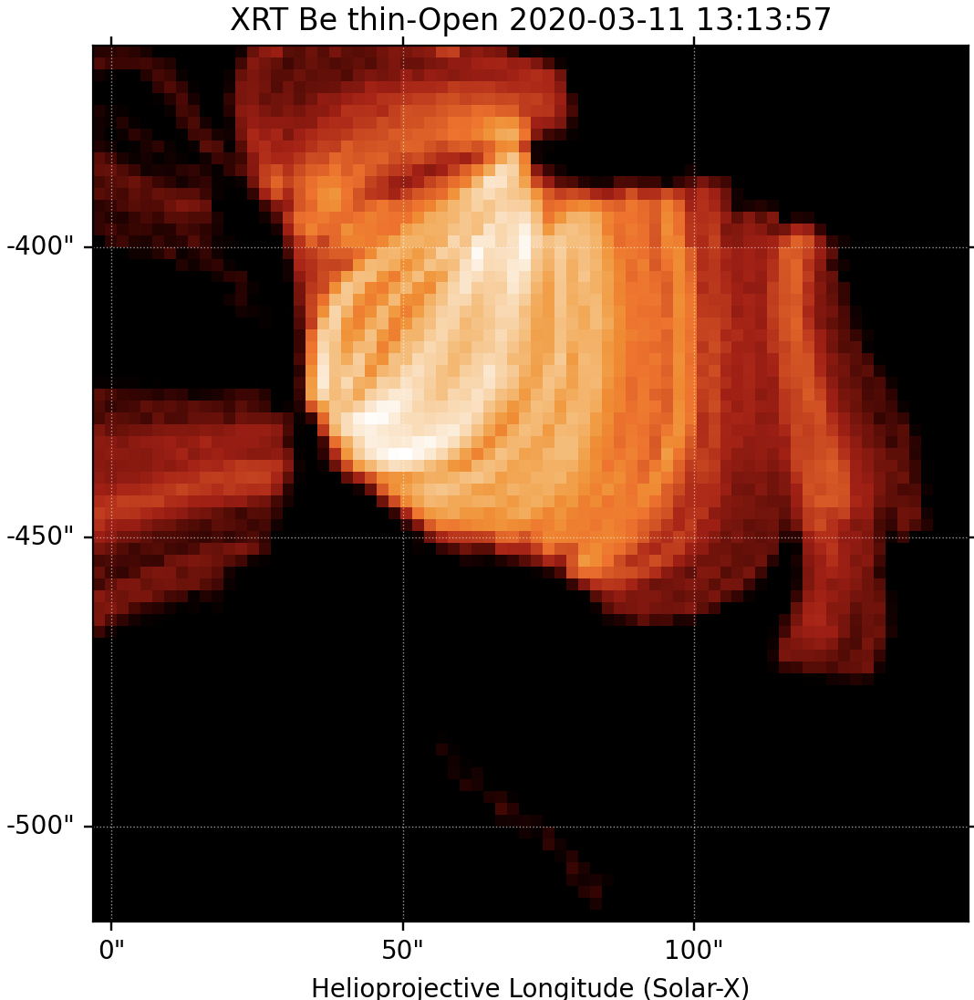 XRT Be thin-Open 2020-03-11 13:13:57
-400"
-450"
-500"
0" 50" 100"
Helioprojective Longitude (Solar-X)